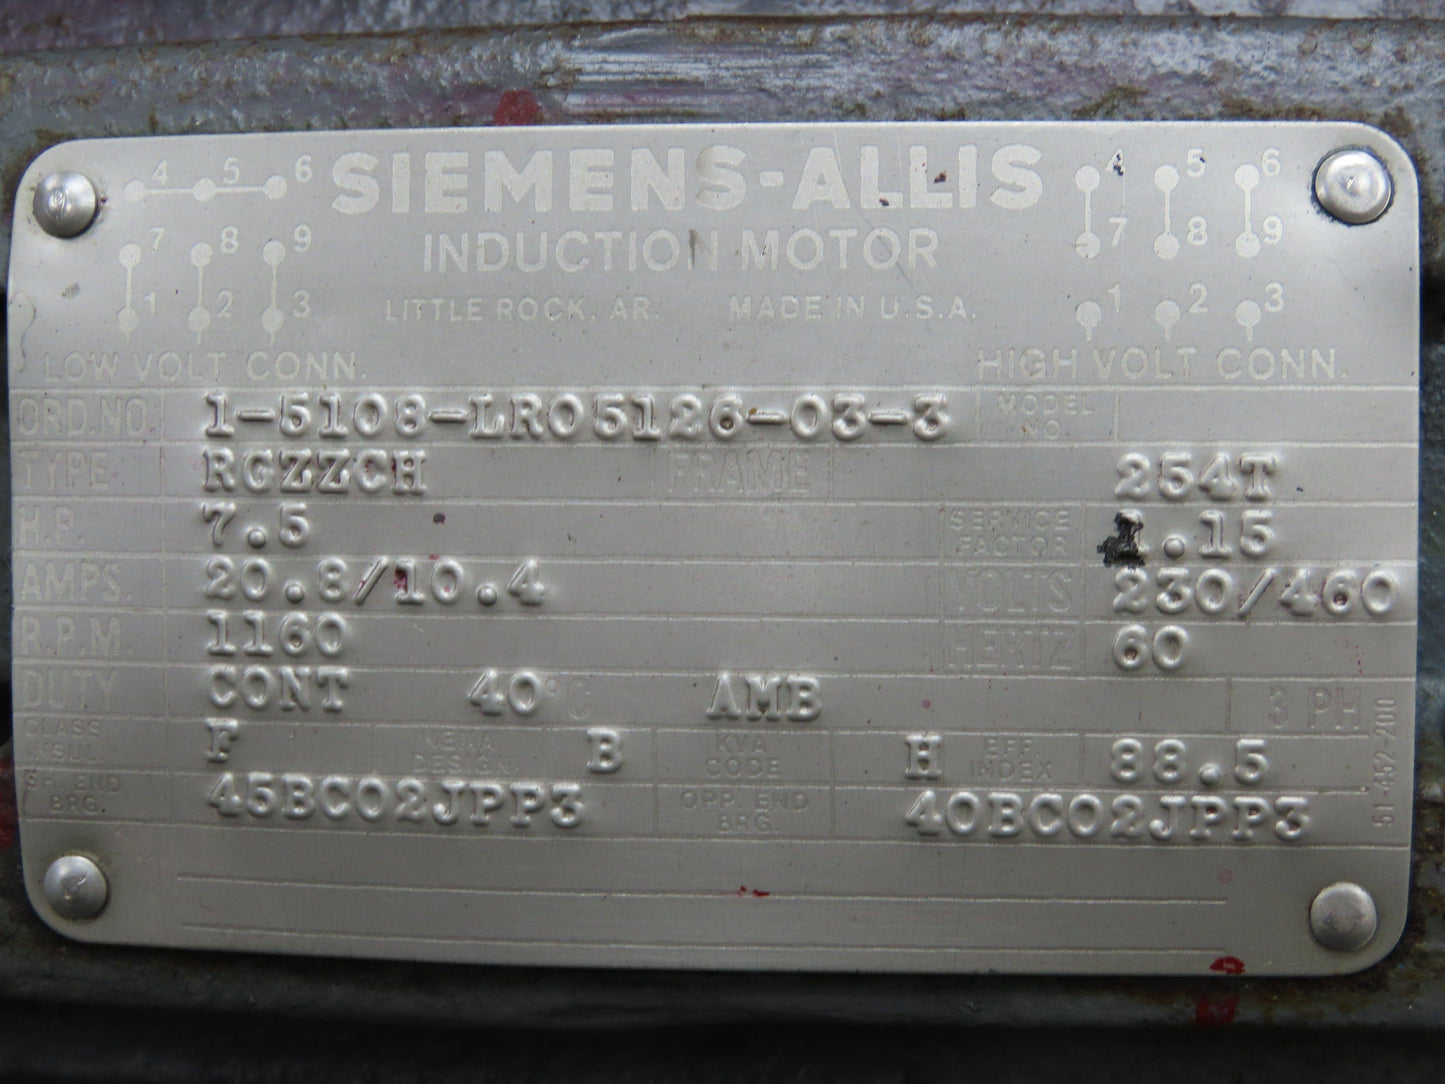 4 5 6 SIEMENS-ALLIS 4 5 6
7 8 9 INDUCTION MOTOR 7 8 9
1 2 3 LITTLE ROCK, AR. MADE IN U.S.A. 1 2 3
LOW VOLT CONN. HIGH VOLT CONN.
ORD.NO. 1-5108-LR05126-03-3 MODEL NO.
TYPE RGZZCH FRAME 254T
H.P. 7.5 SERVICE FACTOR 1.15
AMPS. 20.8/10.4 VOLTS 230/460
R.P.M. 1160 HERTZ 60
DUTY CONT 40°C AMB 3 PH.
CLASS INSUL. F NEMA DESIGN B KVA CODE H EFF INDEX 88.5
SH. END BRG. 45BC02JPP3 OPP. END BRG. 40BC02JPP3
51-452-200